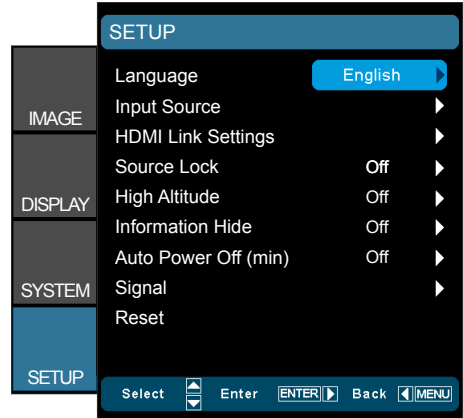 SETUP
Language English
Input Source
HDMI Link Settings
Source Lock Off
High Altitude Off
Information Hide Off
Auto Power Off (min) Off
Signal
Reset
IMAGE
DISPLAY
SYSTEM
SETUP
Select Enter ENTER Back MENU